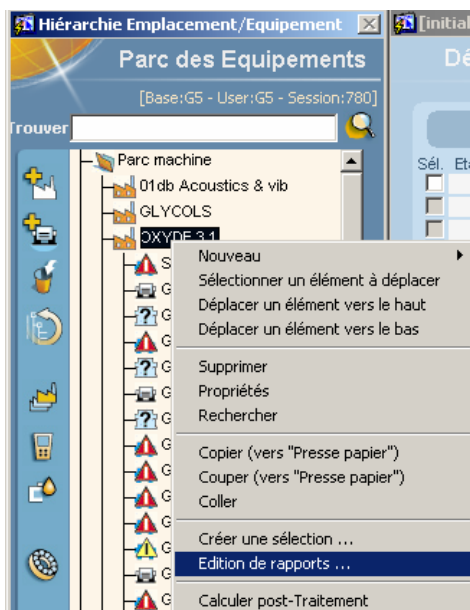 Hiérarchie Emplacement/Equipement
[initial
Parc des Equipements
Dé
[Base:G5 - User:G5 - Session:780]
Trouver
Parc machine
Sél. Eta
01db Acoustics & vib
GLYCOLS
OXYDE 3.1
S
Nouveau
G
Sélectionner un élément à déplacer
G
Déplacer un élément vers le haut
G
Déplacer un élément vers le bas
G
Supprimer
G
Propriétés
G
Rechercher
G
Copier (vers "Presse papier")
G
Couper (vers "Presse papier")
G
Coller
G
Créer une sélection ...
G
Edition de rapports ...
G
Calculer post-Traitement